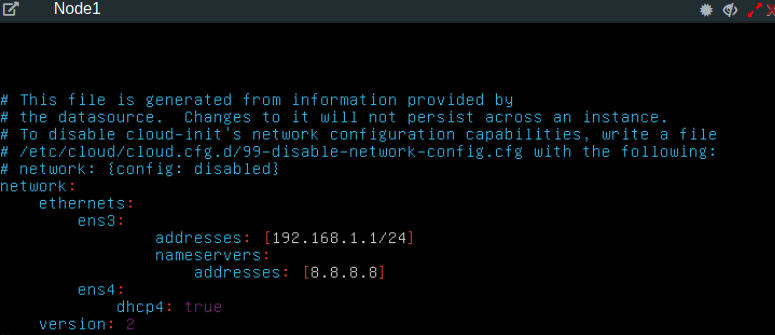 Node1
# This file is generated from information provided by
# the datasource.  Changes to it will not persist across an instance.
# To disable cloud-init's network configuration capabilities, write a file
# /etc/cloud/cloud.cfg.d/99-disable-network-config.cfg with the following:
# network: {config: disabled}
network:
    ethernets:
        ens3:
                addresses: [192.168.1.1/24]
                nameservers:
                    addresses: [8.8.8.8]
        ens4:
            dhcp4: true
    version: 2